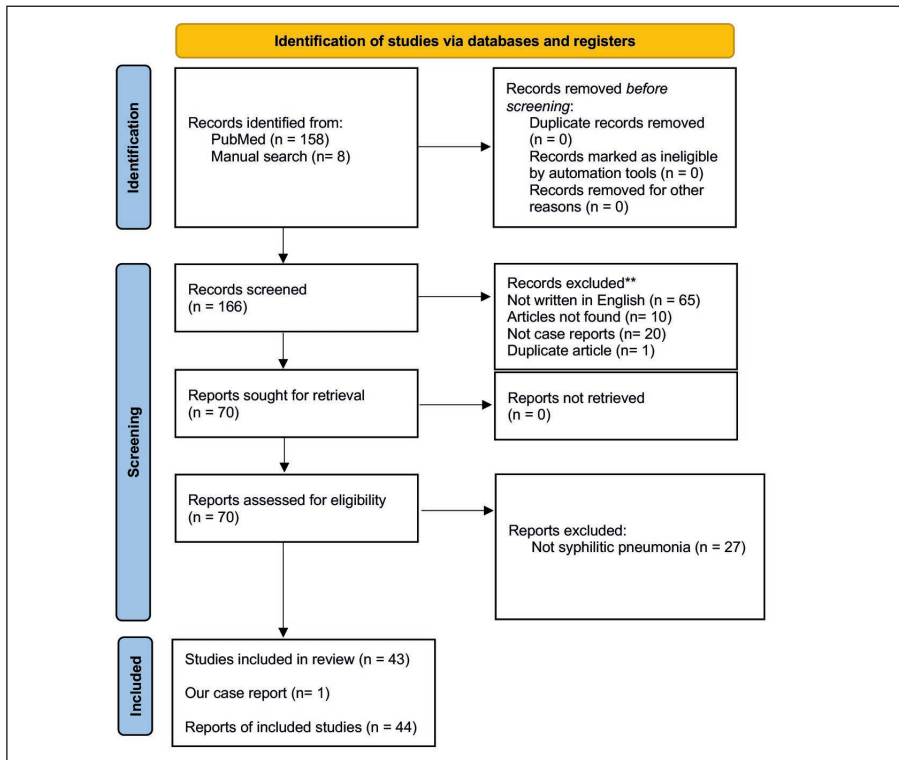 Identification of studies via databases and registers
Identification
Records identified from:
PubMed (n = 158)
Manual search (n= 8)
Records removed before
screening:
Duplicate records removed
(n = 0)
Records marked as ineligible
by automation tools (n = 0)
Records removed for other
reasons (n = 0)
Screening
Records screened
(n = 166)
Records excluded**
Not written in English (n = 65)
Articles not found (n= 10)
Not case reports (n= 20)
Duplicate article (n= 1)
Reports sought for retrieval
(n = 70)
Reports not retrieved
(n = 0)
Reports assessed for eligibility
(n = 70)
Reports excluded:
Not syphilitic pneumonia (n = 27)
Included
Studies included in review (n = 43)
Our case report (n= 1)
Reports of included studies (n = 44)